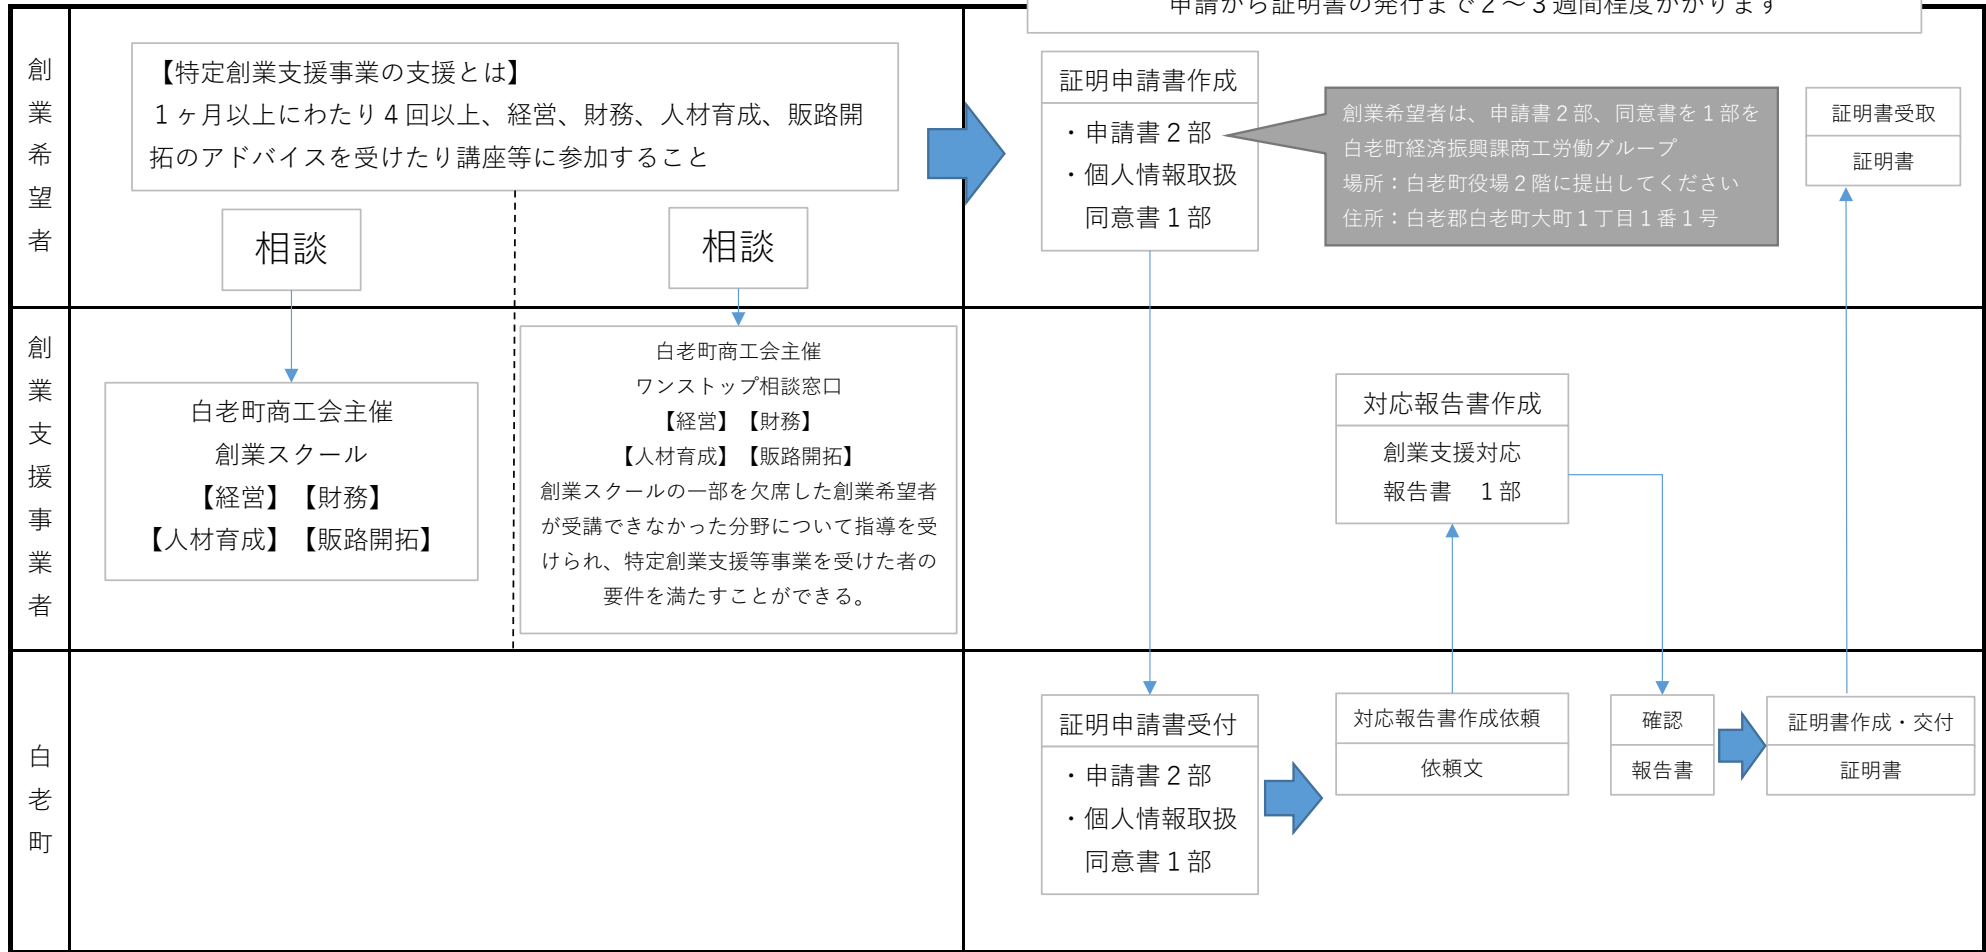 申請から証明書の発行まで２～３週間程度かかります
創業希望者
【特定創業支援事業の支援とは】
１ヶ月以上にわたり４回以上、経営、財務、人材育成、販路開
拓のアドバイスを受けたり講座等に参加すること
相談
相談
証明申請書作成
・申請書２部
・個人情報取扱
同意書１部
創業希望者は、申請書２部、同意書を１部を
白老町経済振興課商工労働グループ
場所：白老町役場２階に提出してください
住所：白老郡白老町大町１丁目１番１号
証明書受取
証明書
創業支援事業者
白老町商工会主催
創業スクール
【経営】【財務】
【人材育成】【販路開拓】
白老町商工会主催
ワンストップ相談窓口
【経営】【財務】
【人材育成】【販路開拓】
創業スクールの一部を欠席した創業希望者
が受講できなかった分野について指導を受
けられ、特定創業支援等事業を受けた者の
要件を満たすことができる。
対応報告書作成
創業支援対応
報告書　１部
白老町
証明申請書受付
・申請書２部
・個人情報取扱
同意書１部
対応報告書作成依頼
依頼文
確認
報告書
証明書作成・交付
証明書